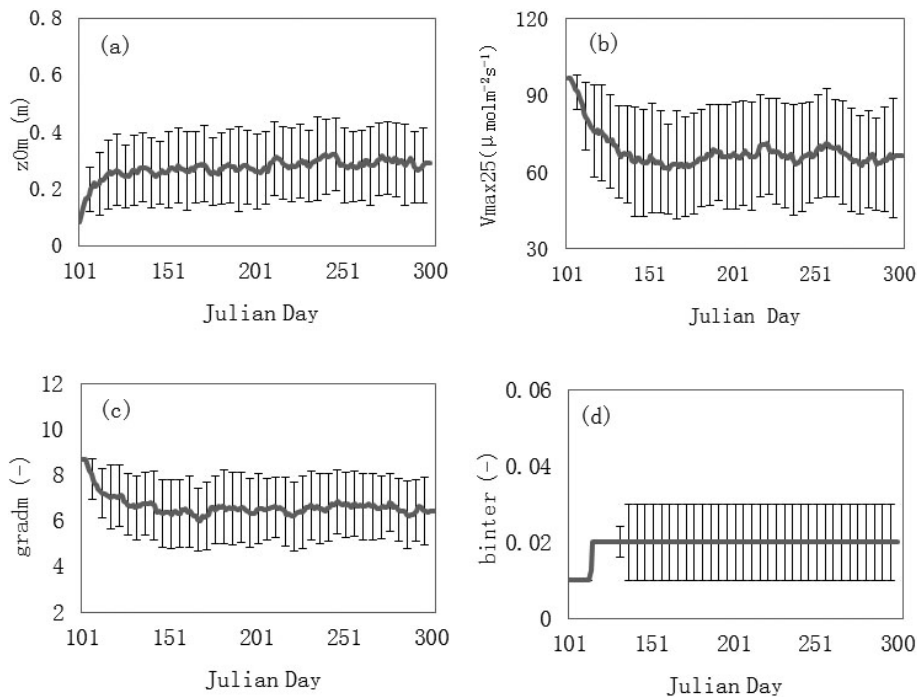 0.8
(a)
0.6
0.4
0.2
0
z0m (m)
101 151 201 251 300
Julian Day
120
(b)
90
60
30
Vmax25(μmolm⁻²s⁻¹)
101 151 201 251 300
Julian Day
12
(c)
10
8
6
4
2
gradm (-)
101 151 201 251 300
Julian Day
0.06
(d)
0.04
0.02
0
binter (-)
101 151 201 251 300
Julian Day